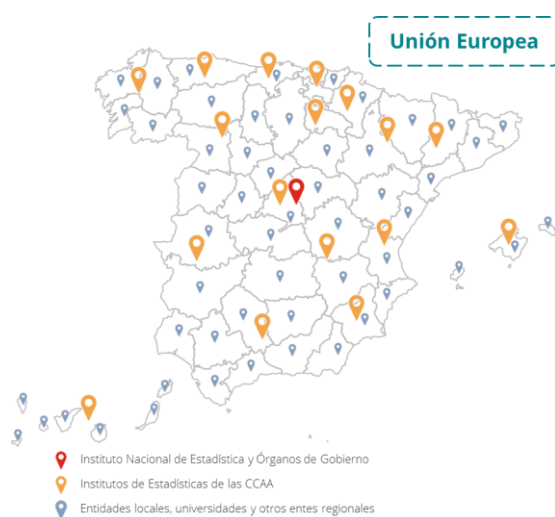 Unión Europea
Instituto Nacional de Estadística y Órganos de Gobierno
Institutos de Estadísticas de las CCAA
Entidades locales, universidades y otros entes regionales